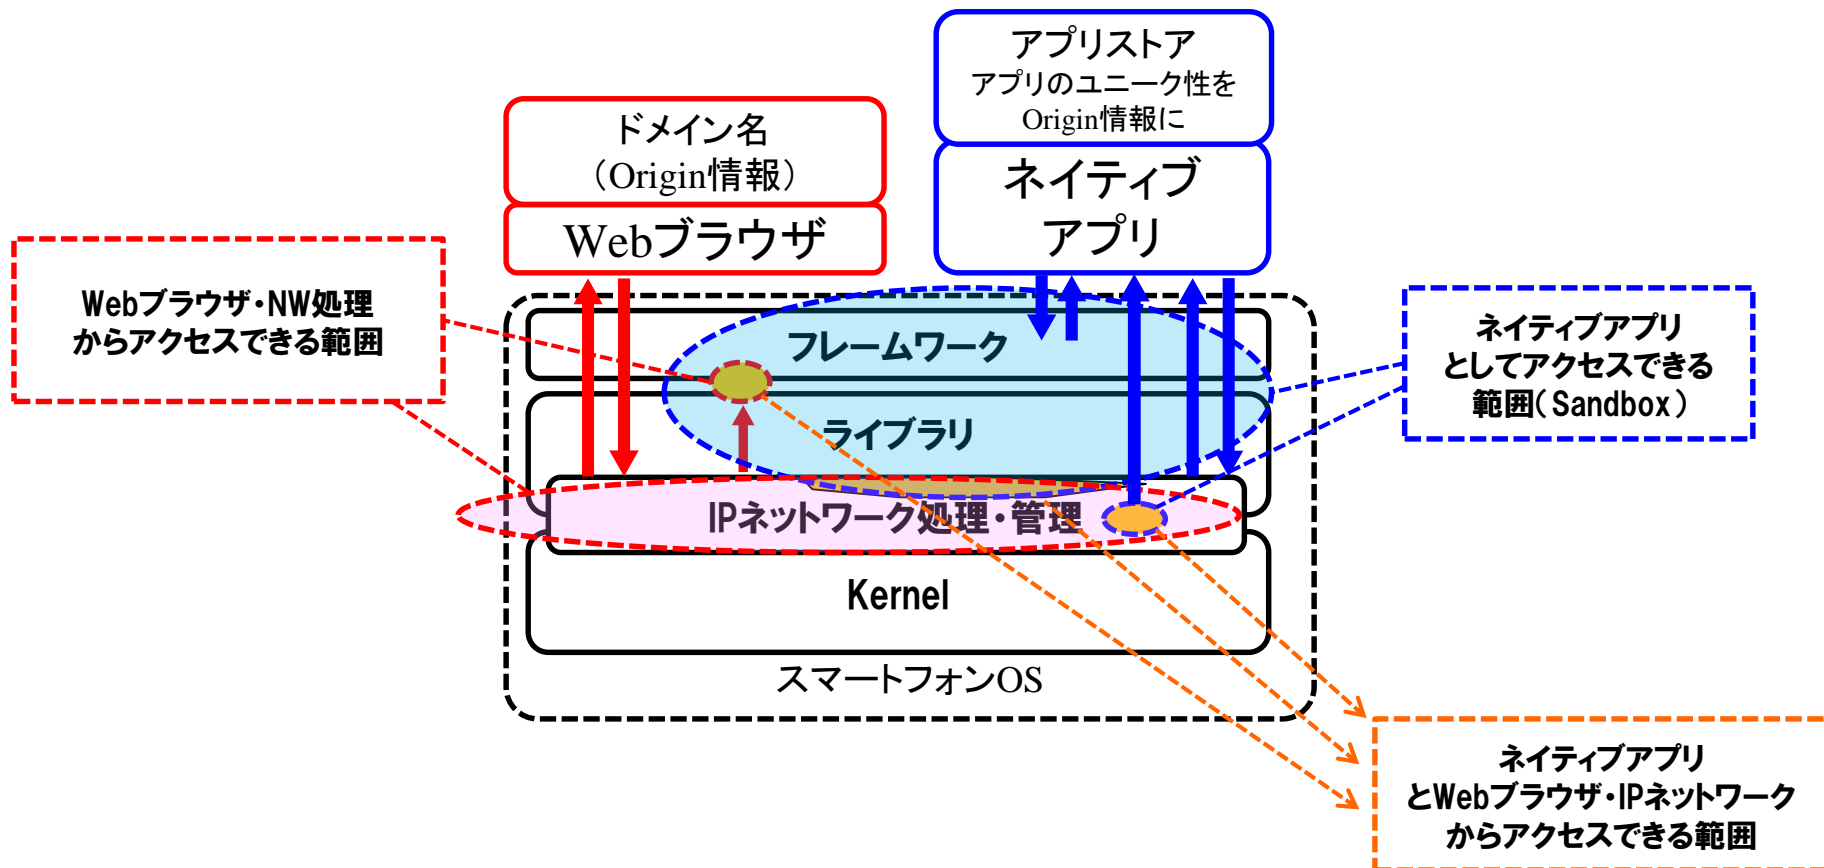 アプリストア
アプリのユニーク性を
Origin情報に
ドメイン名
（Origin情報）
ネイティブ
アプリ
Webブラウザ
Webブラウザ・NW処理
からアクセスできる範囲
ネイティブアプリ
としてアクセスできる
範囲（Sandbox）
フレームワーク
ライブラリ
IPネットワーク処理・管理
Kernel
スマートフォンOS
ネイティブアプリ
とWebブラウザ・IPネットワーク
からアクセスできる範囲